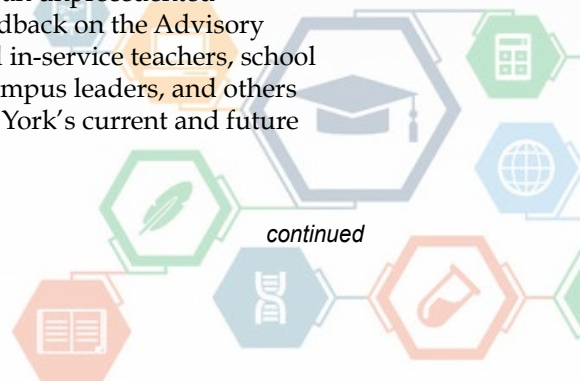 dback on the Advisory
in-service teachers, school
mpus leaders, and others
York's current and future
continued